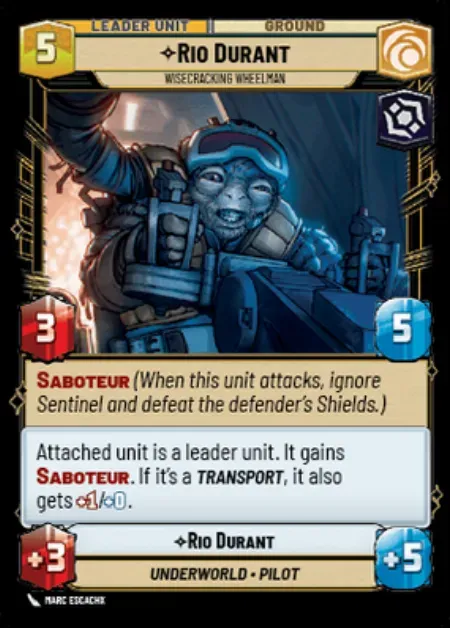 LEADER UNIT
GROUND
5
RIO DURANT
WISECRACKING WHEELMAN
3
5
SABOTEUR (When this unit attacks, ignore
Sentinel and defeat the defender's Shields.)
Attached unit is a leader unit. It gains
SABOTEUR. If it's a TRANSPORT, it also
gets +1/+0.
+3
RIO DURANT
+5
UNDERWORLD • PILOT
MARC ESCACHX